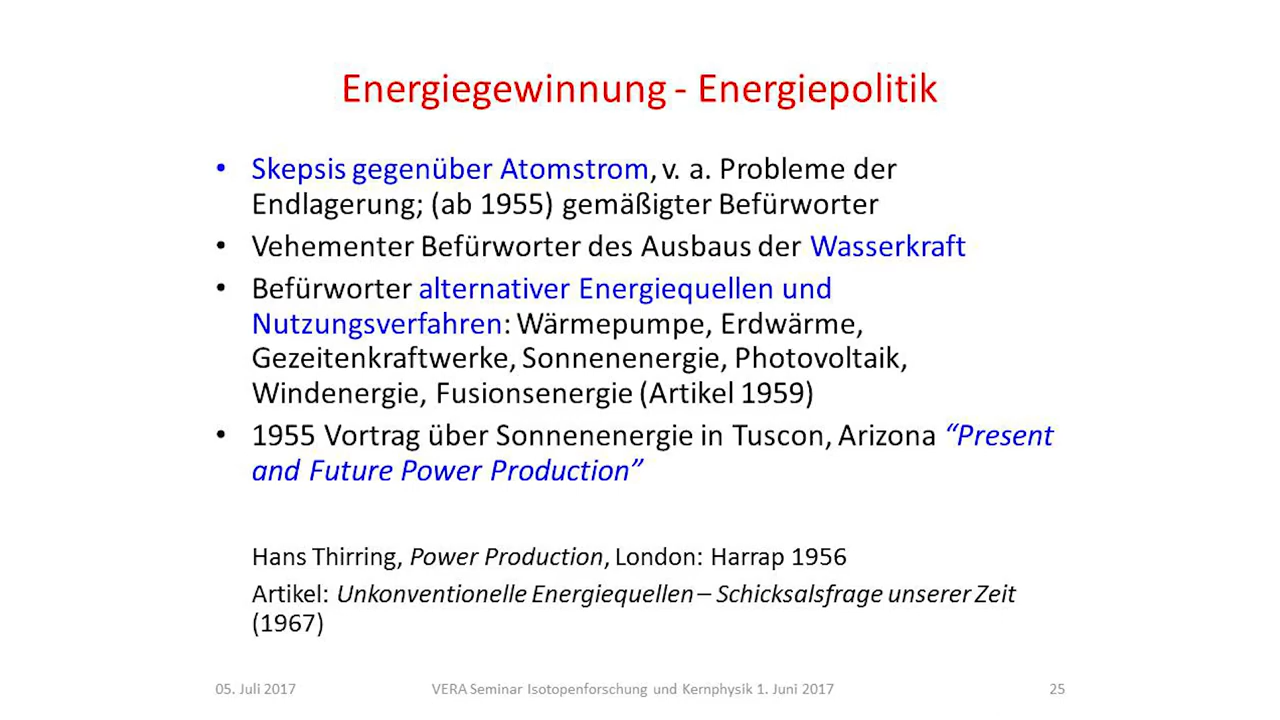 Energiegewinnung - Energiepolitik
• Skepsis gegenüber Atomstrom, v. a. Probleme der
Endlagerung; (ab 1955) gemäßigter Befürworter
• Vehementer Befürworter des Ausbaus der Wasserkraft
• Befürworter alternativer Energiequellen und
Nutzungsverfahren: Wärmepumpe, Erdwärme,
Gezeitenkraftwerke, Sonnenenergie, Photovoltaik,
Windenergie, Fusionsenergie (Artikel 1959)
• 1955 Vortrag über Sonnenenergie in Tuscon, Arizona “Present
and Future Power Production”
Hans Thirring, Power Production, London: Harrap 1956
Artikel: Unkonventionelle Energiequellen – Schicksalsfrage unserer Zeit
(1967)
05. Juli 2017 VERA Seminar Isotopenforschung und Kernphysik 1. Juni 2017 25